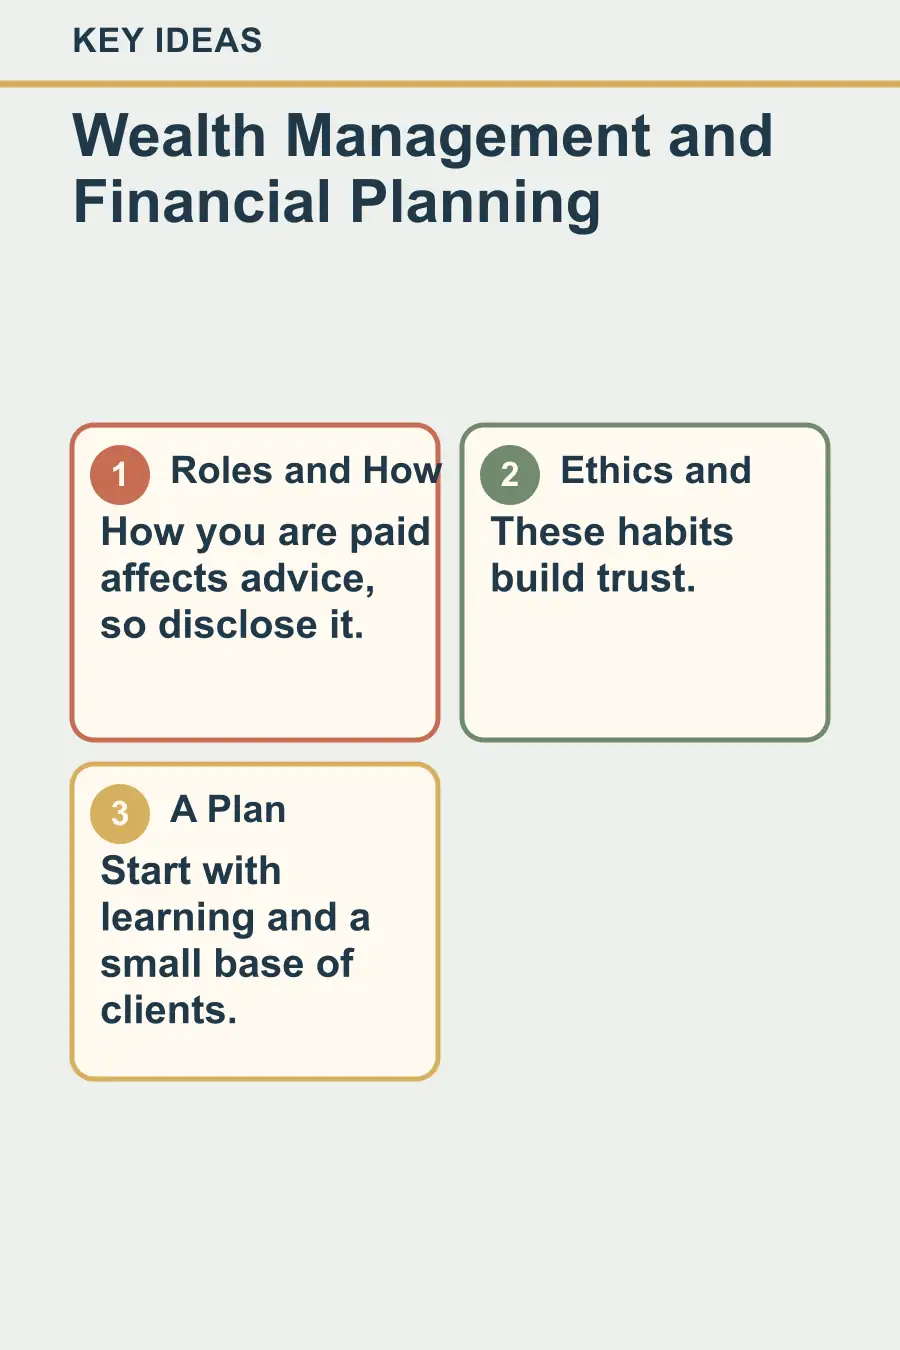 KEY IDEAS
Wealth Management and
Financial Planning
1 Roles and How
How you are paid
affects advice,
so disclose it.
2 Ethics and
These habits
build trust.
3 A Plan
Start with
learning and a
small base of
clients.